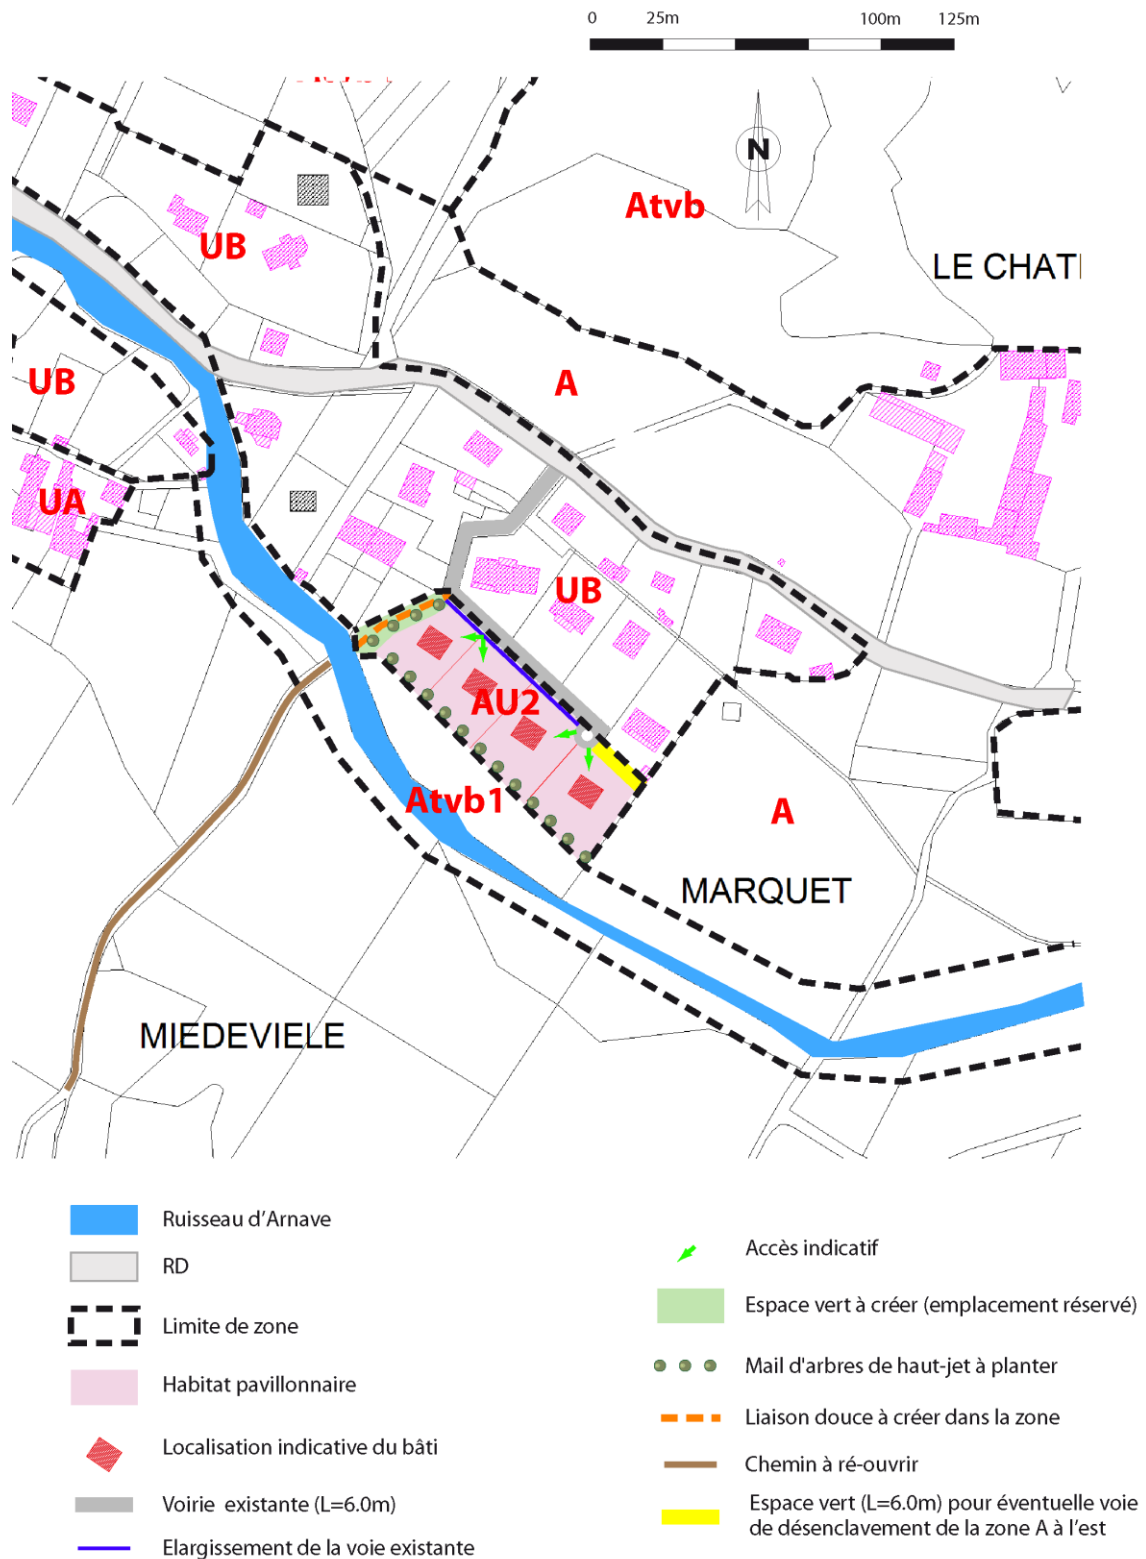 0 25m 100m 125m
N
Atvb
UB
LE CHATI
UB
A
UA
UB
AU2
Atvb1
A
MARQUET
MIEDEVIELE
Ruisseau d'Arnave
RD
Limite de zone
Habitat pavillonnaire
Localisation indicative du bâti
Voirie existante (L=6.0m)
Elargissement de la voie existante
Accès indicatif
Espace vert à créer (emplacement réservé)
Mail d'arbres de haut-jet à planter
Liaison douce à créer dans la zone
Chemin à ré-ouvrir
Espace vert (L=6.0m) pour éventuelle voie
de désenclavement de la zone A à l'est